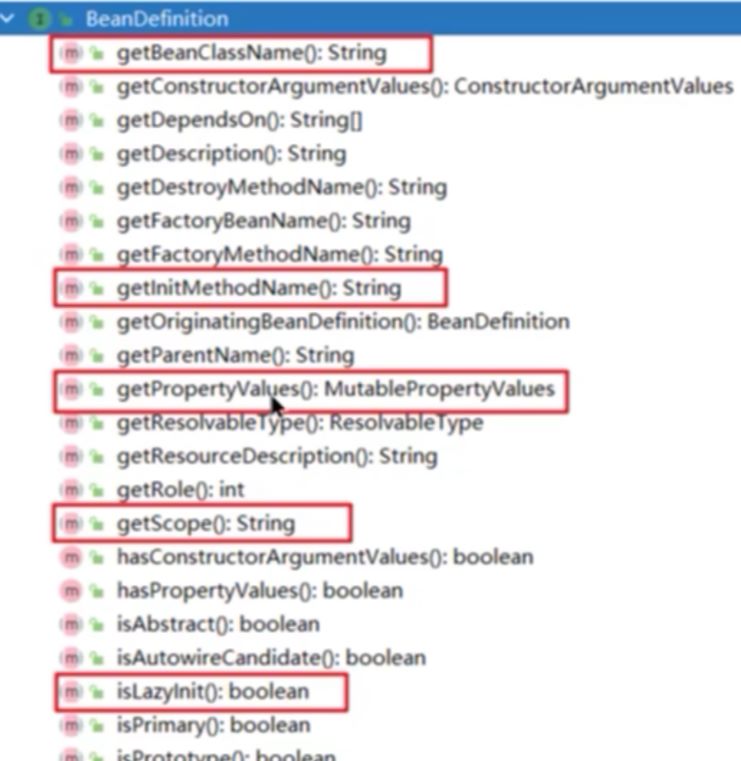 BeanDefinition
getBeanClassName(): String
getConstructorArgumentValues(): ConstructorArgumentValues
getDependsOn(): String[]
getDescription(): String
getDestroyMethodName(): String
getFactoryBeanName(): String
getFactoryMethodName(): String
getInitMethodName(): String
getOriginatingBeanDefinition(): BeanDefinition
getParentName(): String
getPropertyValues(): MutablePropertyValues
getResolvableType(): ResolvableType
getResourceDescription(): String
getRole(): int
getScope(): String
hasConstructorArgumentValues(): boolean
hasPropertyValues(): boolean
isAbstract(): boolean
isAutowireCandidate(): boolean
isLazyInit(): boolean
isPrimary(): boolean
isPrototype(): boolean